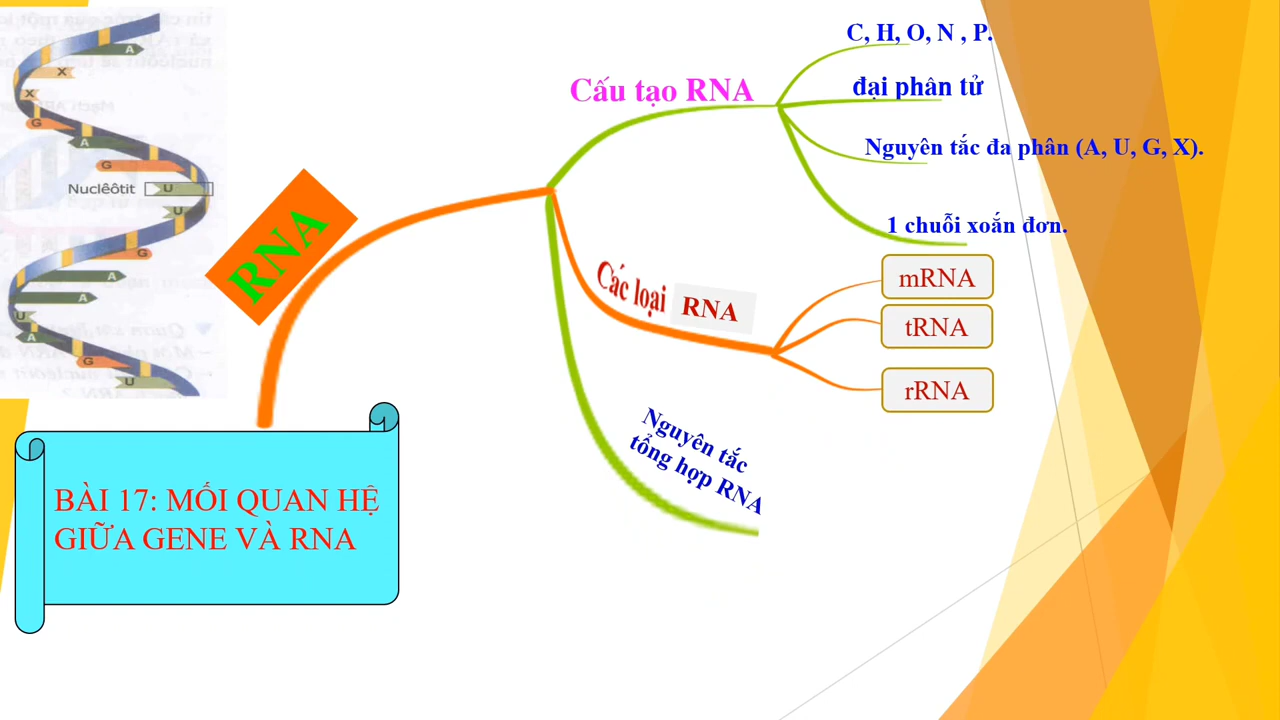 C, H, O, N , P.
Cấu tạo RNA
đại phân tử
Nguyên tắc đa phân (A, U, G, X).
1 chuỗi xoắn đơn.
RNA
Các loại RNA
mRNA
tRNA
rRNA
Nguyên tắc
tổng hợp RNA
BÀI 17: MỐI QUAN HỆ
GIỮA GENE VÀ RNA
A
X
X
G
A
G
Nuclêôtit U
U
G
A
A
U
A
G
U